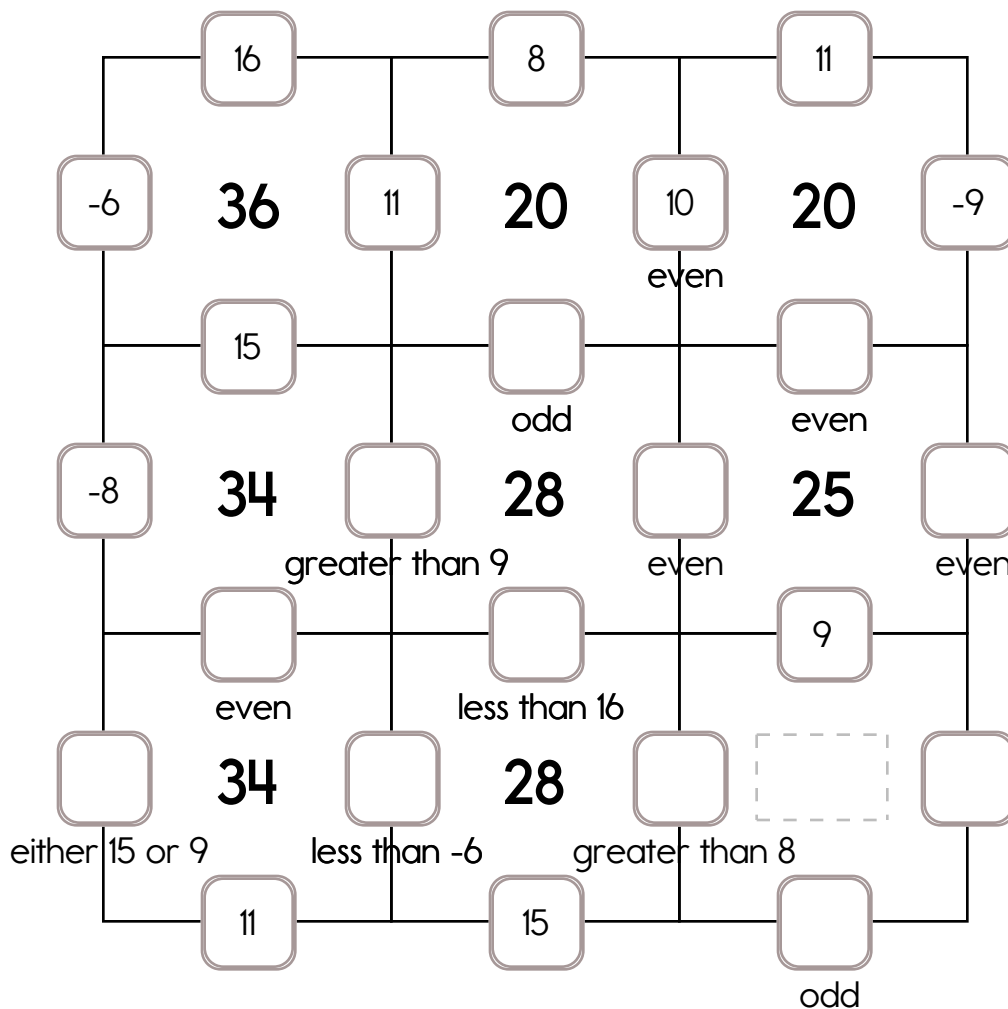 16 8 11
-6 36 11 20 10 20 -9
even
15
odd even
-8 34 28 25
greater than 9 even even
9
even less than 16
34 28
either 15 or 9 less than -6 greater than 8
11 15
odd